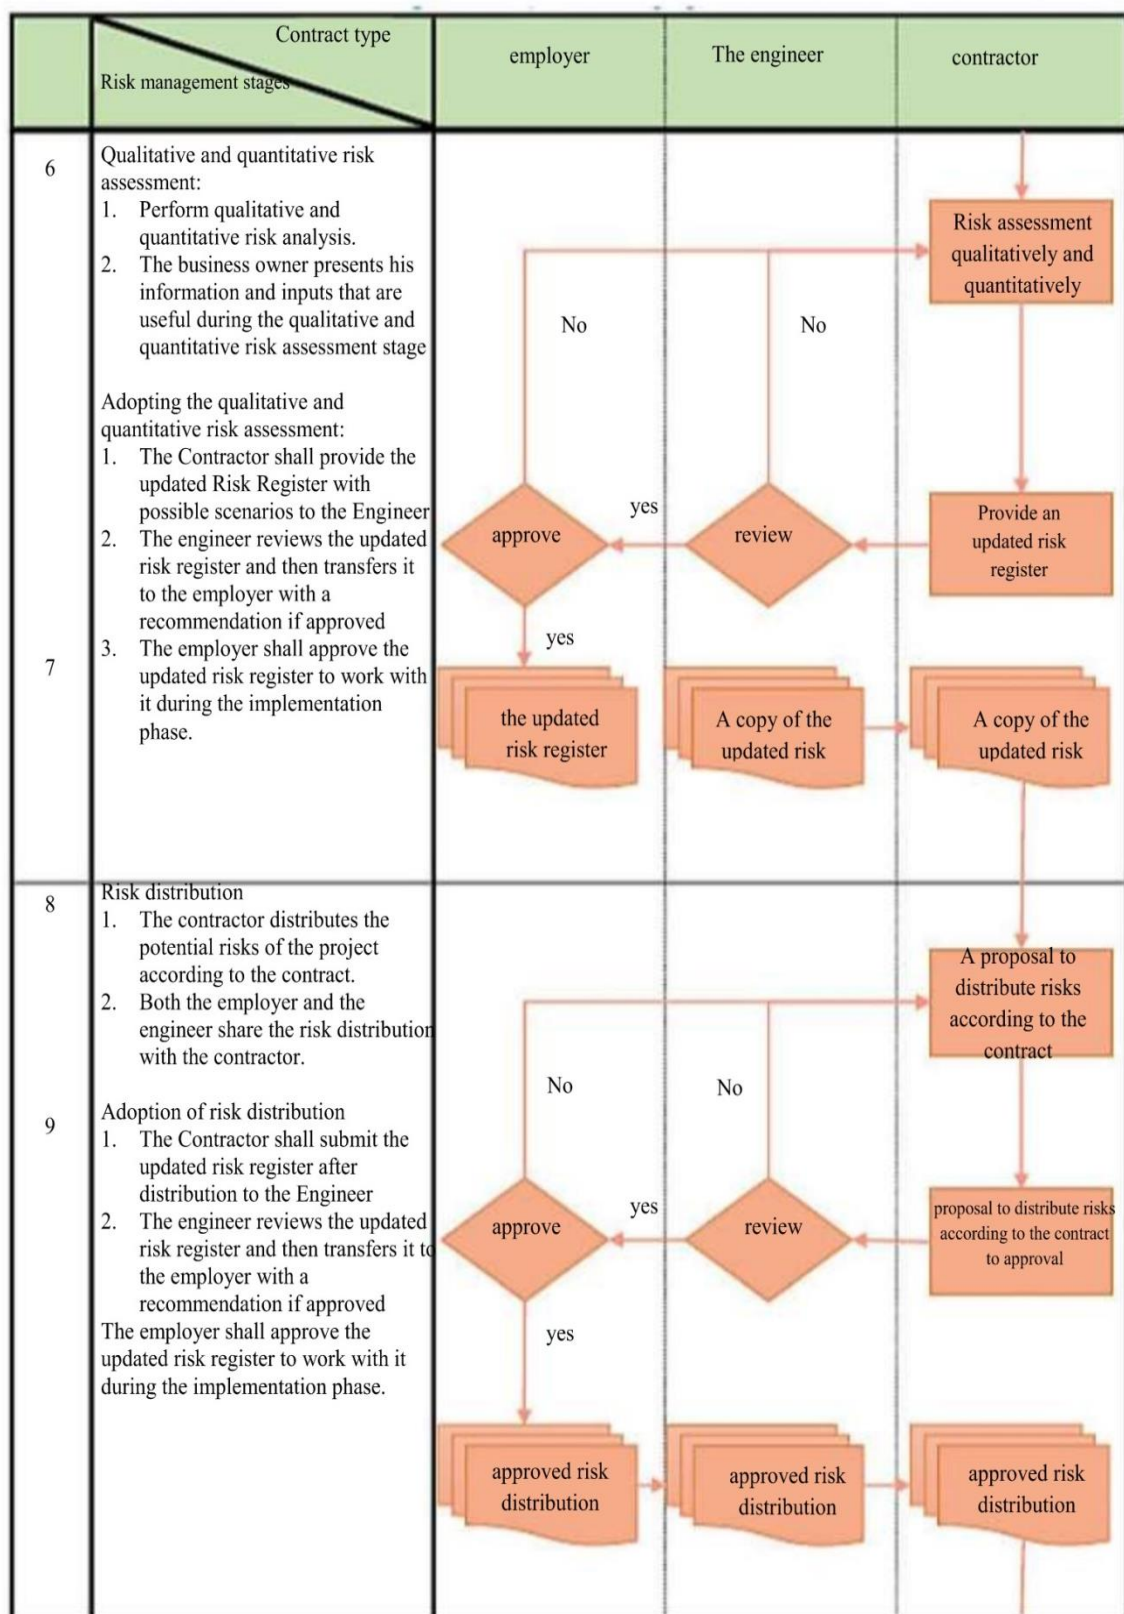 Contract type
Risk management stages
employer
The engineer
contractor
6
Qualitative and quantitative risk
assessment:
1. Perform qualitative and
quantitative risk analysis.
2. The business owner presents his
information and inputs that are
useful during the qualitative and
quantitative risk assessment stage
Risk assessment
qualitatively and
quantitatively
No
No
7
Adopting the qualitative and
quantitative risk assessment:
1. The Contractor shall provide the
updated Risk Register with
possible scenarios to the Engineer
2. The engineer reviews the updated
risk register and then transfers it
to the employer with a
recommendation if approved
3. The employer shall approve the
updated risk register to work with
it during the implementation
phase.
approve
yes
review
Provide an
updated risk
register
yes
the updated
risk register
A copy of the
updated risk
A copy of the
updated risk
8
Risk distribution
1. The contractor distributes the
potential risks of the project
according to the contract.
2. Both the employer and the
engineer share the risk distribution
with the contractor.
A proposal to
distribute risks
according to the
contract
No
No
9
Adoption of risk distribution
1. The Contractor shall submit the
updated risk register after
distribution to the Engineer
2. The engineer reviews the updated
risk register and then transfers it to
the employer with a
recommendation if approved
The employer shall approve the
updated risk register to work with it
during the implementation phase.
approve
yes
review
proposal to distribute risks
according to the contract
to approval
yes
approved risk
distribution
approved risk
distribution
approved risk
distribution